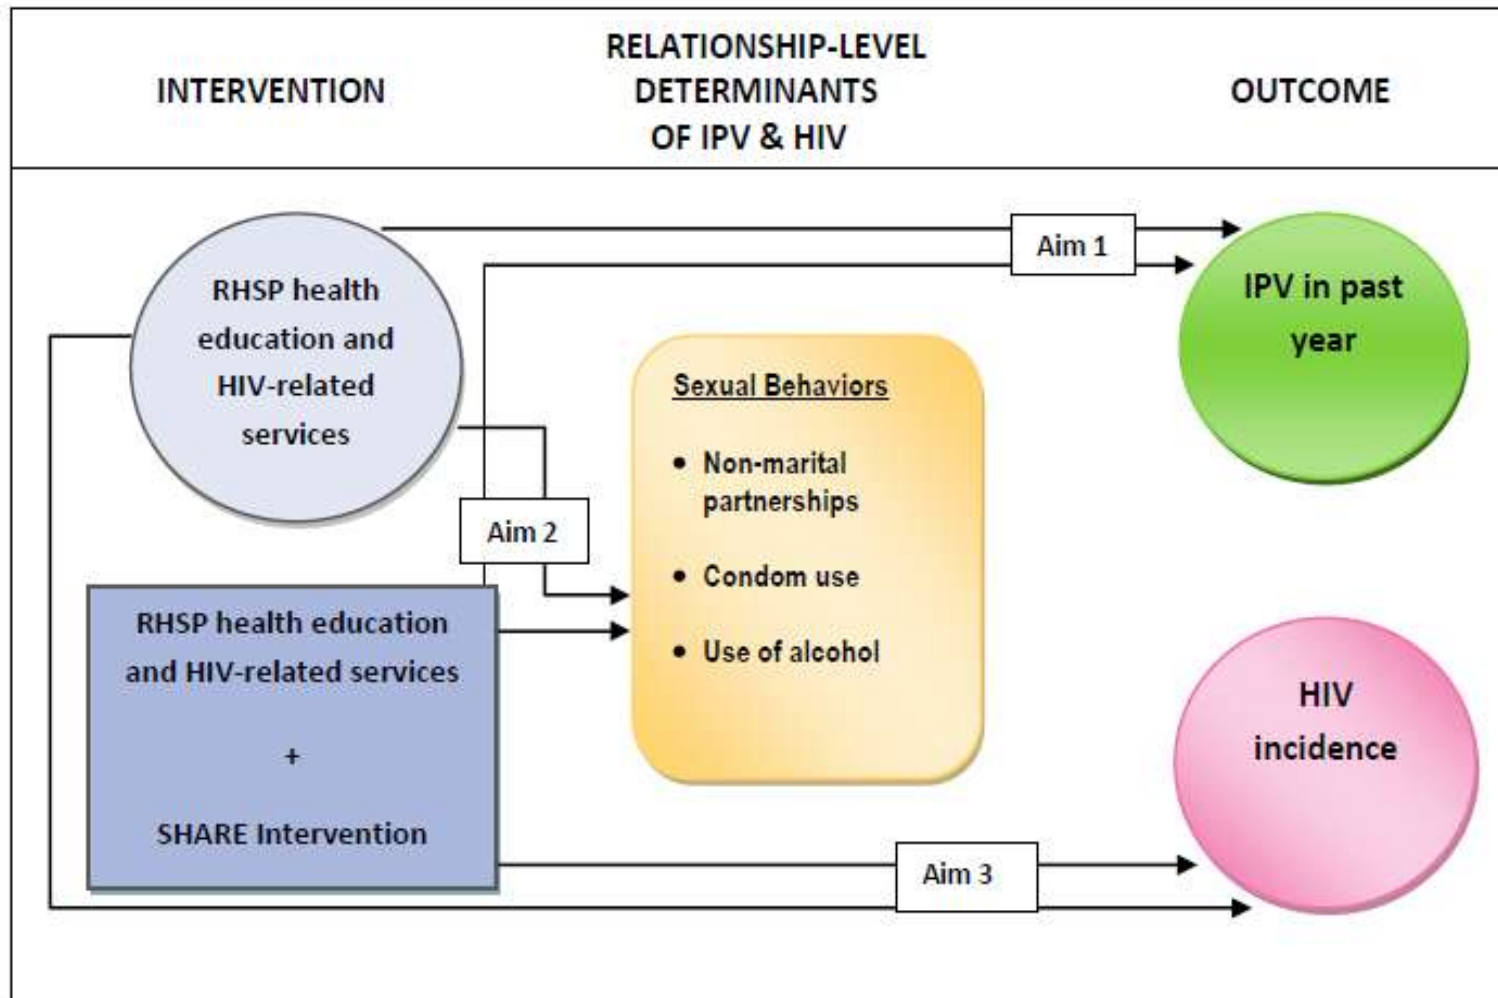 INTERVENTION
RELATIONSHIP-LEVEL
DETERMINANTS
OF IPV & HIV
OUTCOME
RHSP health
education and
HIV-related
services
Aim 1
IPV in past
year
Sexual Behaviors
• Non-marital
partnerships
• Condom use
• Use of alcohol
Aim 2
RHSP health education
and HIV-related services
+
SHARE Intervention
HIV
incidence
Aim 3